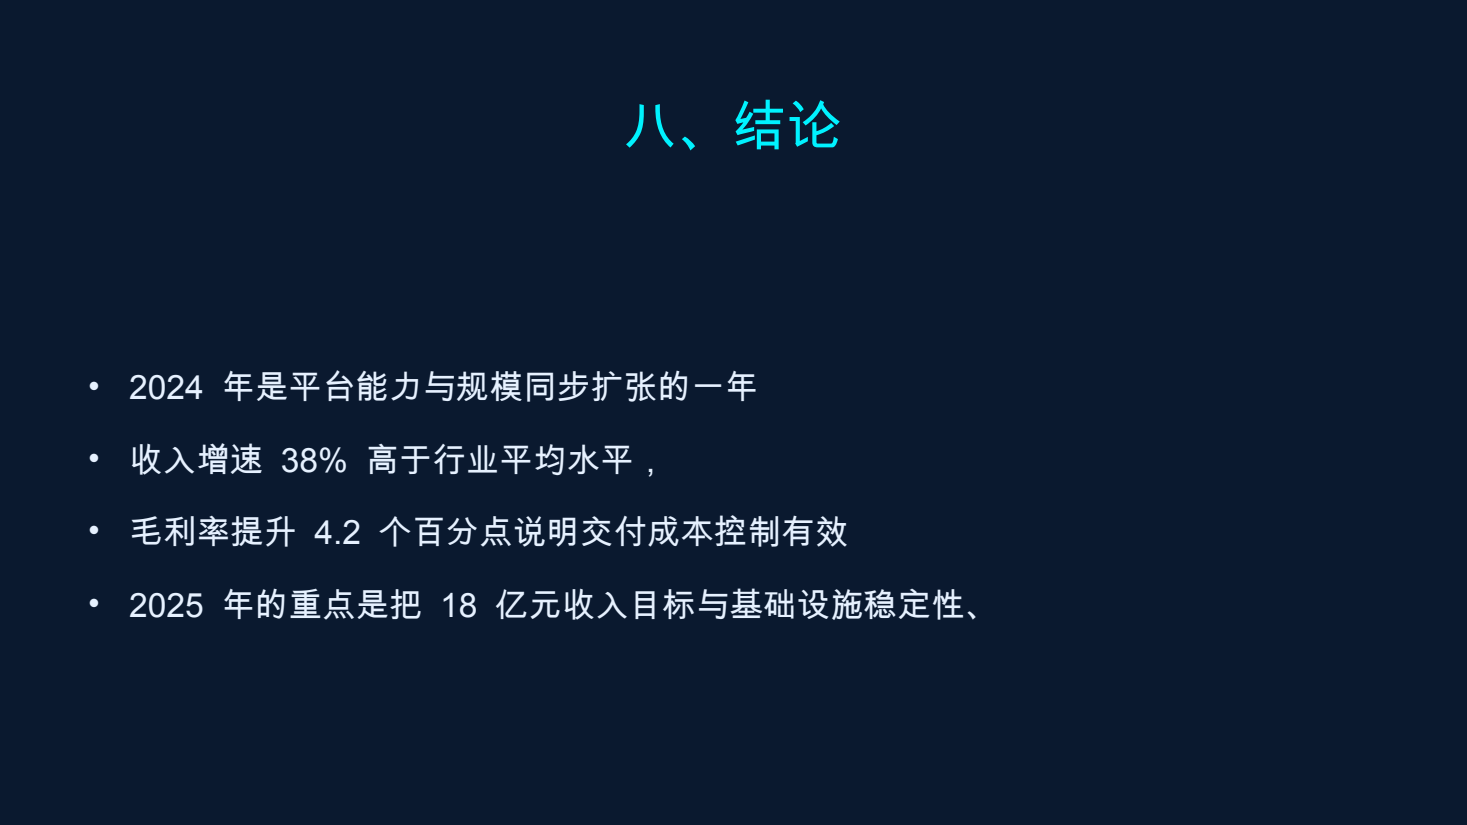 八、结论
• 2024 年是平台能力与规模同步扩张的一年
• 收入增速 38% 高于行业平均水平，
• 毛利率提升 4.2 个百分点说明交付成本控制有效
• 2025 年的重点是把 18 亿元收入目标与基础设施稳定性、